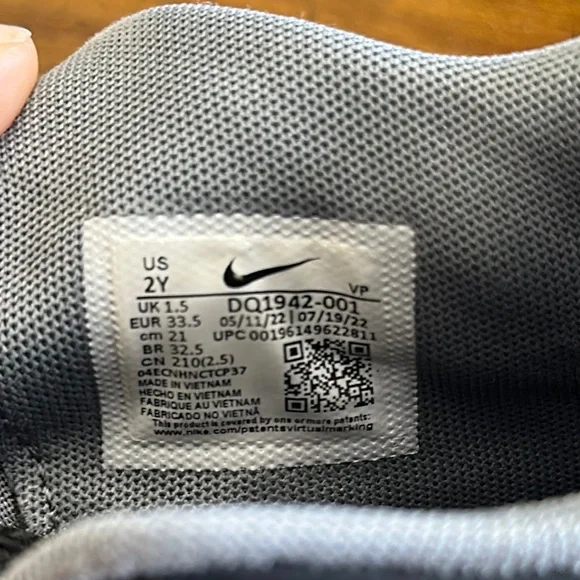 US
2Y
VP
UK 1.5 DQ1942-001
EUR 33.5 05/11/22 | 07/19/22
cm 21 UPC 00196149622811
BR 32.5
CN 210(2.5)
04ECNHNCTCP37
MADE IN VIETNAM
HECHO EN VIETNAM
FABRIQUE AU VIETNAM
FABRICADO NO VIETNÃ
This product is covered by one or more patents:
www.nike.com/patentsvirtualmarking